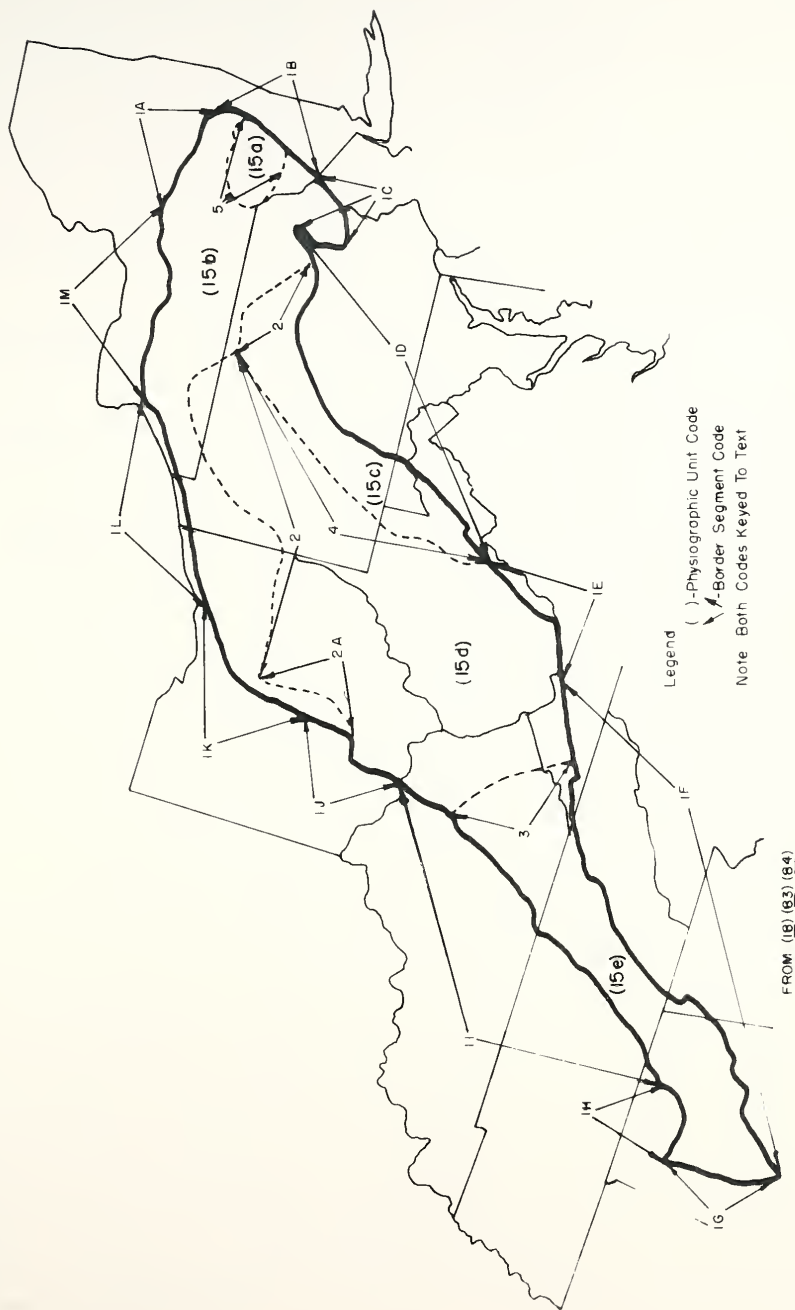 1A
1B
1M
(15a)
5
1C
(15b)
2
1D
1L
(15c)
4
2
1E
2A
1K
(15d)
1J
3
1F
1I
(15e)
1H
1G
Legend
( )-Physiographic Unit Code
-Border Segment Code
Note Both Codes Keyed To Text
FROM (18) (83) (84)